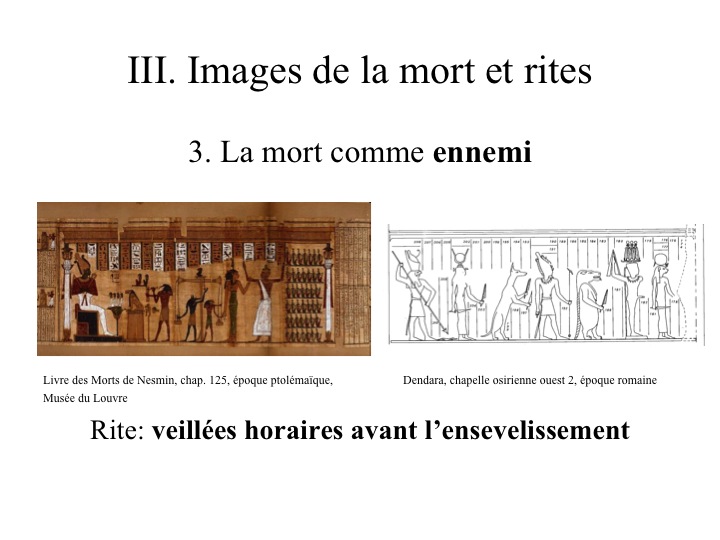 III. Images de la mort et rites
3. La mort comme ennemi
Livre des Morts de Nesmin, chap. 125, époque ptolémaïque,
Musée du Louvre
Dendara, chapelle osirienne ouest 2, époque romaine
Rite: veillées horaires avant l’ensevelissement